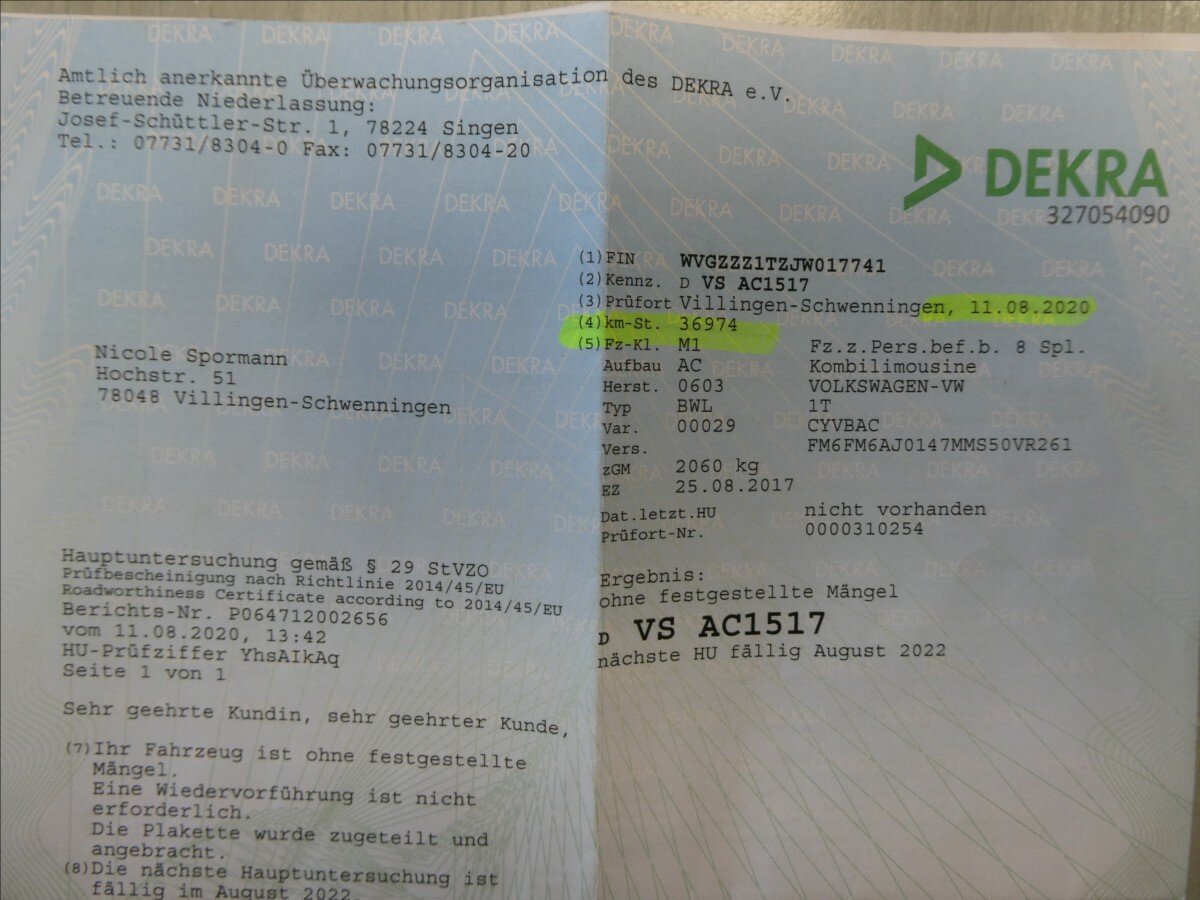 Amtlich anerkannte Überwachungsorganisation des DEKRA e.V.
Betreuende Niederlassung:
Josef-Schüttler-Str. 1, 78224 Singen
Tel.: 07731/8304-0 Fax: 07731/8304-20
DEKRA
327054090
(1) FIN WVGZZZ1TZJW017741
(2) Kennz. D VS AC1517
(3) Prüfort Villingen-Schwenningen, 11.08.2020
(4) km-St. 36974
(5) Fz-Kl. M1 Fz.z.Pers.bef.b. 8 Spl.
Aufbau AC Kombilimousine
Herst. 0603 VOLKSWAGEN-VW
Typ BWL 1T
Var. 00029 CYVBAC
Vers. FM6FM6AJ0147MMS50VR261
zGM 2060 kg
EZ 25.08.2017
Dat.letzt.HU nicht vorhanden
Prüfort-Nr. 0000310254
Nicole Spormann
Hochstr. 51
78048 Villingen-Schwenningen
Hauptuntersuchung gemäß § 29 StVZO
Prüfbescheinigung nach Richtlinie 2014/45/EU
Roadworthiness Certificate according to 2014/45/EU
Berichts-Nr. P064712002656
vom 11.08.2020, 13:42
HU-Prüfziffer YhsAIkAq
Seite 1 von 1
Ergebnis:
ohne festgestellte Mängel
D VS AC1517
nächste HU fällig August 2022
Sehr geehrte Kundin, sehr geehrter Kunde,
(7) Ihr Fahrzeug ist ohne festgestellte
Mängel.
Eine Wiedervorführung ist nicht
erforderlich.
Die Plakette wurde zugeteilt und
angebracht.
(8) Die nächste Hauptuntersuchung ist
fällig im August 2022.